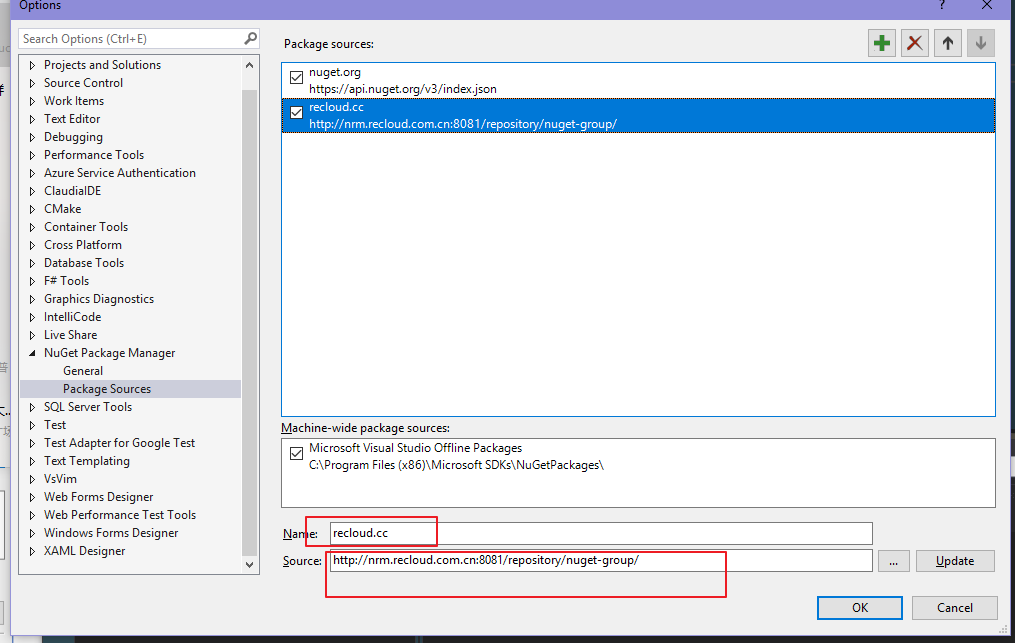 Options
?
Search Options (Ctrl+E)
Projects and Solutions
Source Control
Work Items
Text Editor
Debugging
Performance Tools
Azure Service Authentication
ClaudiaIDE
CMake
Container Tools
Cross Platform
Database Tools
F# Tools
Graphics Diagnostics
IntelliCode
Live Share
NuGet Package Manager
General
Package Sources
SQL Server Tools
Test
Test Adapter for Google Test
Text Templating
VsVim
Web Forms Designer
Web Performance Test Tools
Windows Forms Designer
XAML Designer
Package sources:
nuget.org
https://api.nuget.org/v3/index.json
recloud.cc
http://nrm.recloud.com.cn:8081/repository/nuget-group/
Machine-wide package sources:
Microsoft Visual Studio Offline Packages
C:\Program Files (x86)\Microsoft SDKs\NuGetPackages\
Name: recloud.cc
Source: http://nrm.recloud.com.cn:8081/repository/nuget-group/
... Update
OK Cancel